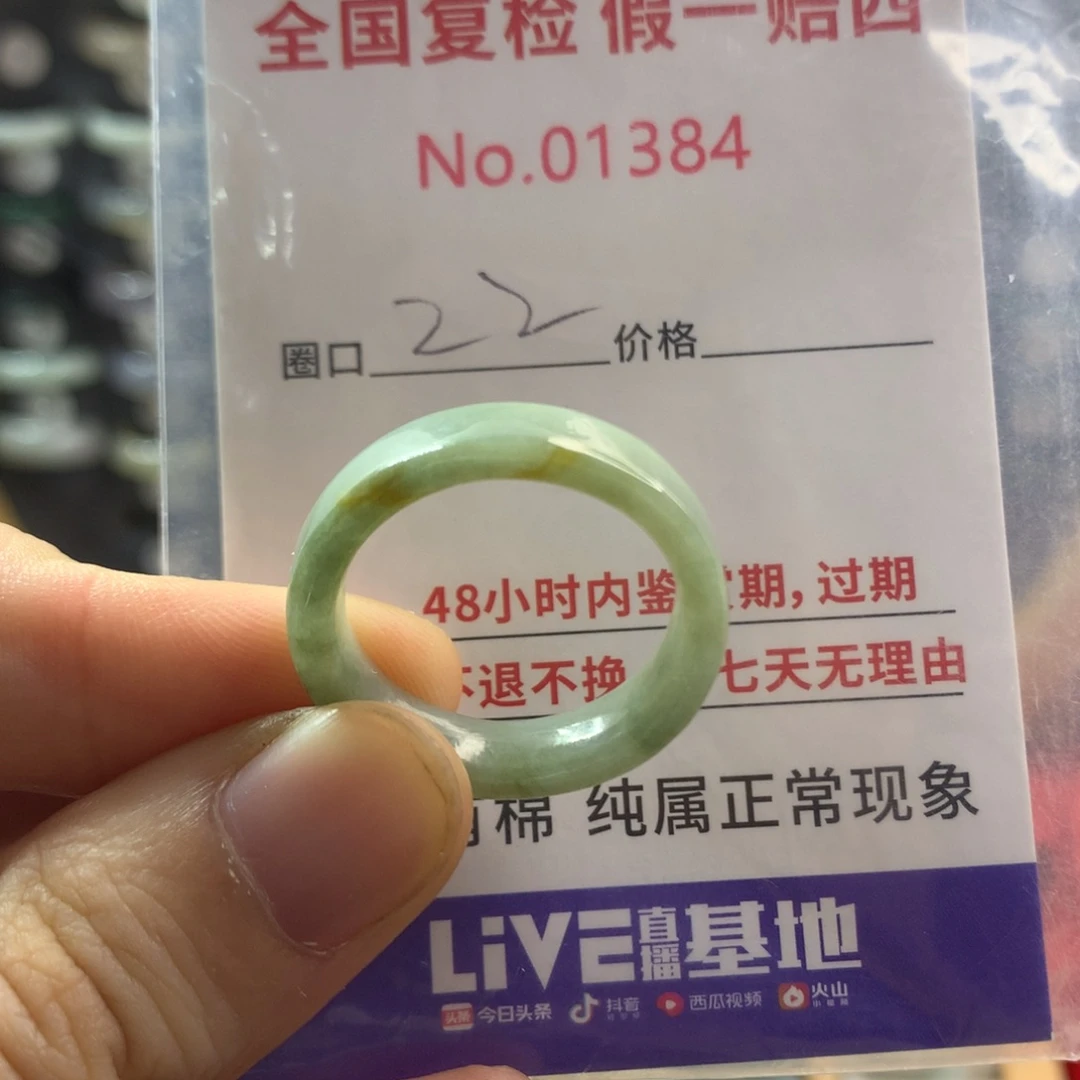 全国复检 假一赔四
No.01384
圈口 22 价格
48小时内鉴 期，过期
不退不换 七天无理由
棉 纯属正常现象
LiVE直播基地
头条 今日头条 抖音 西瓜视频 火山